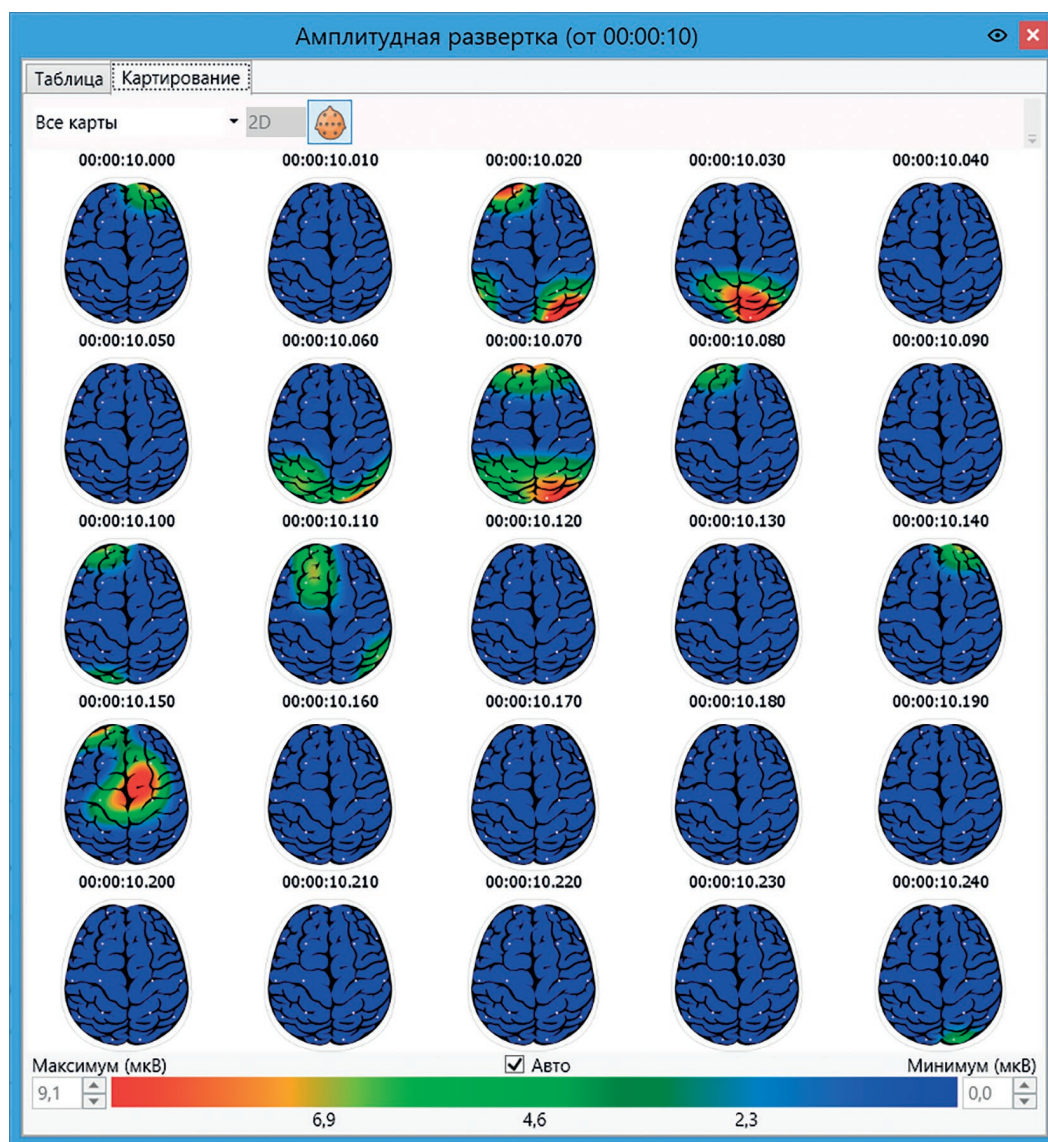 Амплитудная развертка (от 00:00:10)
Таблица Картирование
Все карты 2D
00:00:10.000 00:00:10.010 00:00:10.020 00:00:10.030 00:00:10.040
00:00:10.050 00:00:10.060 00:00:10.070 00:00:10.080 00:00:10.090
00:00:10.100 00:00:10.110 00:00:10.120 00:00:10.130 00:00:10.140
00:00:10.150 00:00:10.160 00:00:10.170 00:00:10.180 00:00:10.190
00:00:10.200 00:00:10.210 00:00:10.220 00:00:10.230 00:00:10.240
Максимум (мкВ) Авто Минимум (мкВ)
9,1 0,0
6,9 4,6 2,3